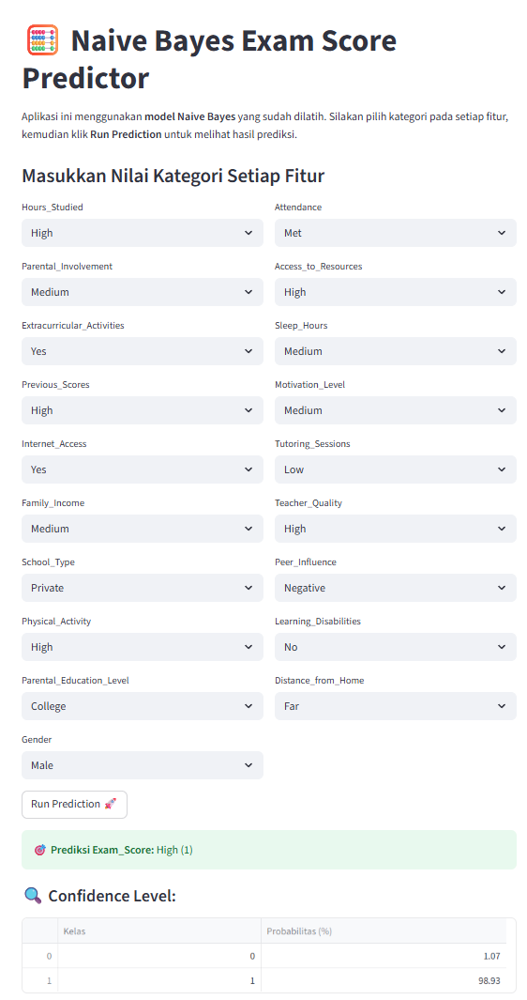 Naive Bayes Exam Score
Predictor
Aplikasi ini menggunakan model Naive Bayes yang sudah dilatih. Silakan pilih kategori pada setiap fitur,
kemudian klik Run Prediction untuk melihat hasil prediksi.
Masukkan Nilai Kategori Setiap Fitur
Hours_Studied
High
Attendance
Met
Parental_Involvement
Medium
Access_to_Resources
High
Extracurricular_Activities
Yes
Sleep_Hours
Medium
Previous_Scores
High
Motivation_Level
Medium
Internet_Access
Yes
Tutoring_Sessions
Low
Family_Income
Medium
Teacher_Quality
High
School_Type
Private
Peer_Influence
Negative
Physical_Activity
High
Learning_Disabilities
No
Parental_Education_Level
College
Distance_from_Home
Far
Gender
Male
Run Prediction 🚀
🎯 Prediksi Exam_Score: High (1)
🔍 Confidence Level:
Kelas Probabilitas (%)
0 0 1.07
1 1 98.93